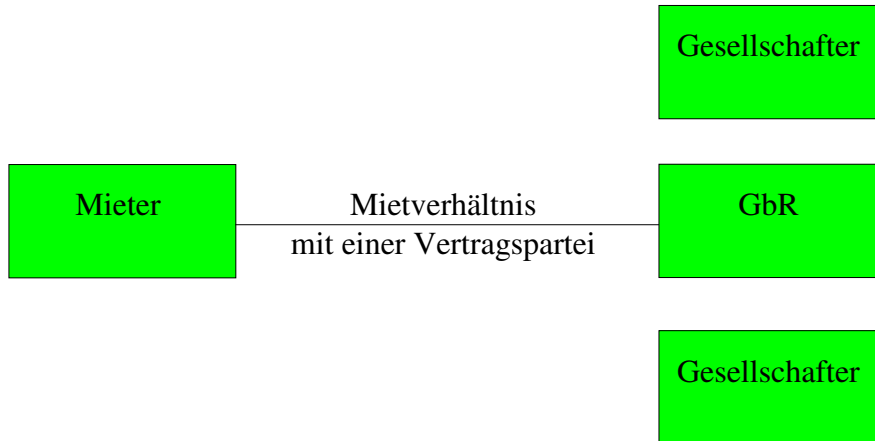 Gesellschafter
Mieter
Mietverhältnis
mit einer Vertragspartei
GbR
Gesellschafter